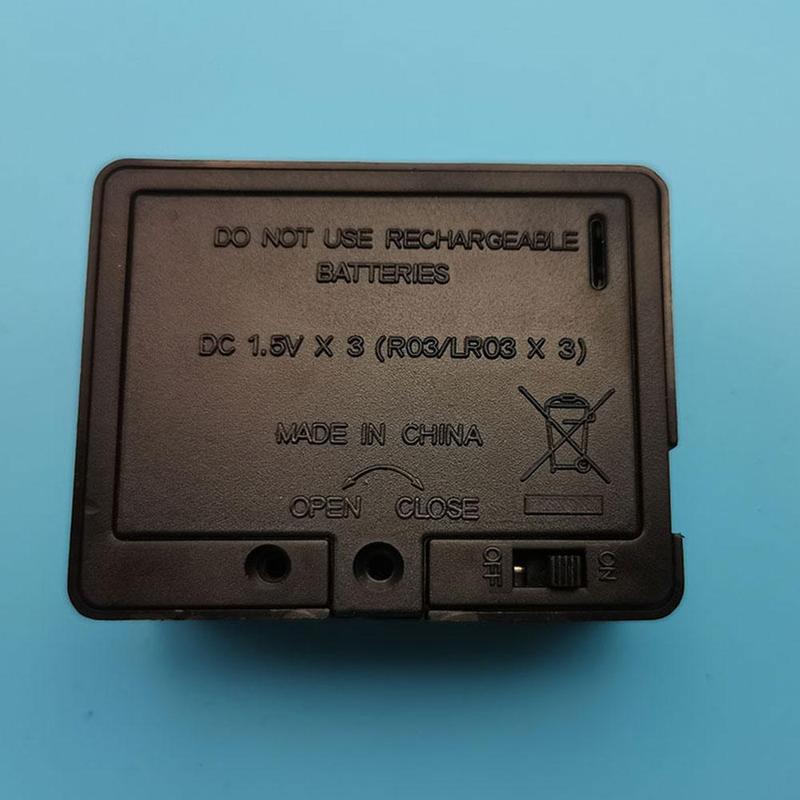 DO NOT USE RECHARGEABLE
BATTERIES
DC 1.5V X 3 (R03/LR03 X 3)
MADE IN CHINA
OPEN CLOSE
OFF ON